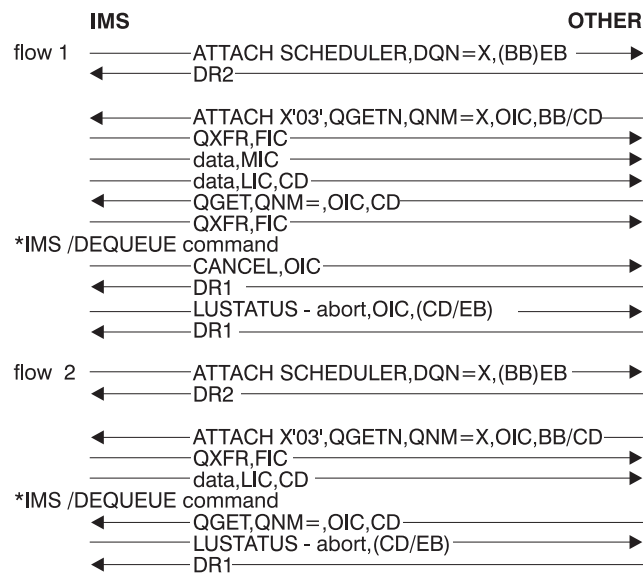 IMS OTHER
flow 1 ATTACH SCHEDULER,DQN=X,(BB)EB
DR2
ATTACH X'03',QGETN,QNM=X,OIC,BB/CD
QXFR,FIC
data,MIC
data,LIC,CD
QGET,QNM=,OIC,CD
QXFR,FIC
*IMS /DEQUEUE command
CANCEL,OIC
DR1
LUSTATUS - abort,OIC,(CD/EB)
DR1
flow 2 ATTACH SCHEDULER,DQN=X,(BB)EB
DR2
ATTACH X'03',QGETN,QNM=X,OIC,BB/CD
QXFR,FIC
data,LIC,CD
*IMS /DEQUEUE command
QGET,QNM=,OIC,CD
LUSTATUS - abort,(CD/EB)
DR1